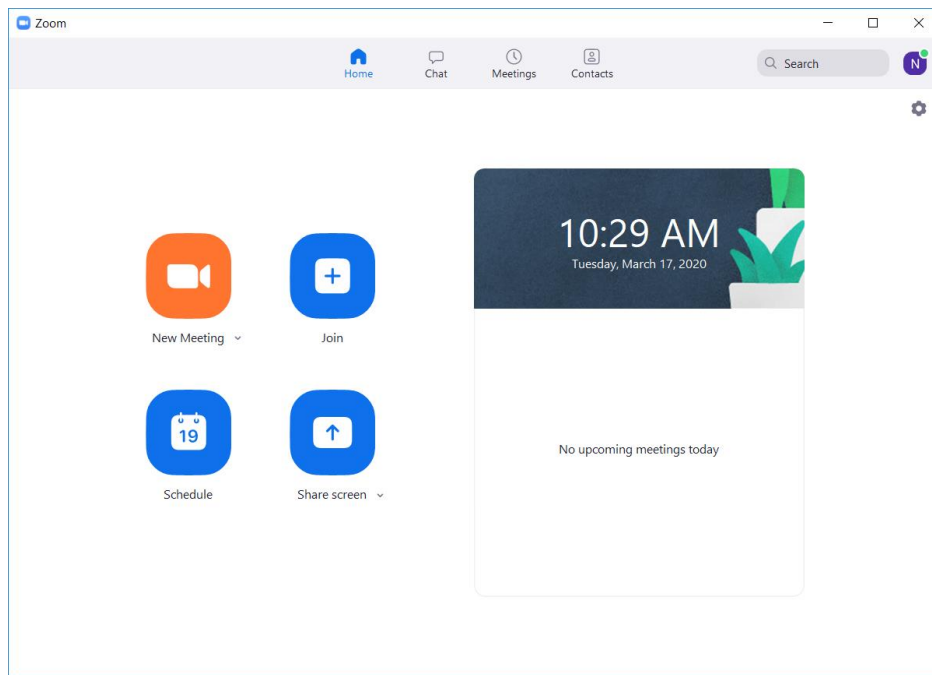 Zoom
Home
Chat
Meetings
Contacts
Search
N
10:29 AM
Tuesday, March 17, 2020
New Meeting
Join
19
Schedule
Share screen
No upcoming meetings today